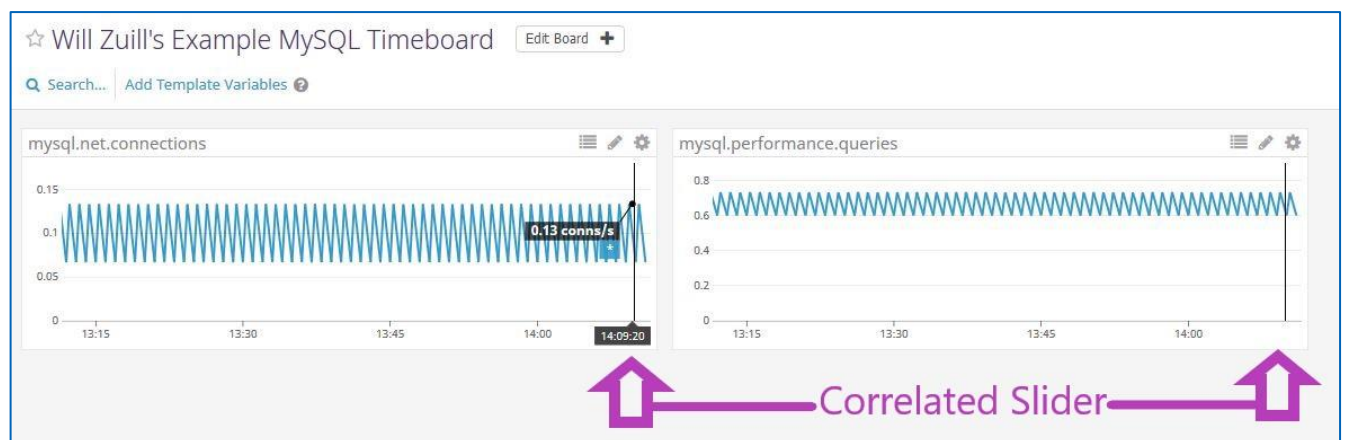 Will Zuill's Example MySQL Timeboard
Edit Board +
Search...
Add Template Variables ?
mysql.net.connections
0.15
0.1
0.05
0
13:15
13:30
13:45
14:00
0.13 conns/s
*
14:09:20
mysql.performance.queries
0.8
0.6
0.4
0.2
0
13:15
13:30
13:45
14:00
Correlated Slider